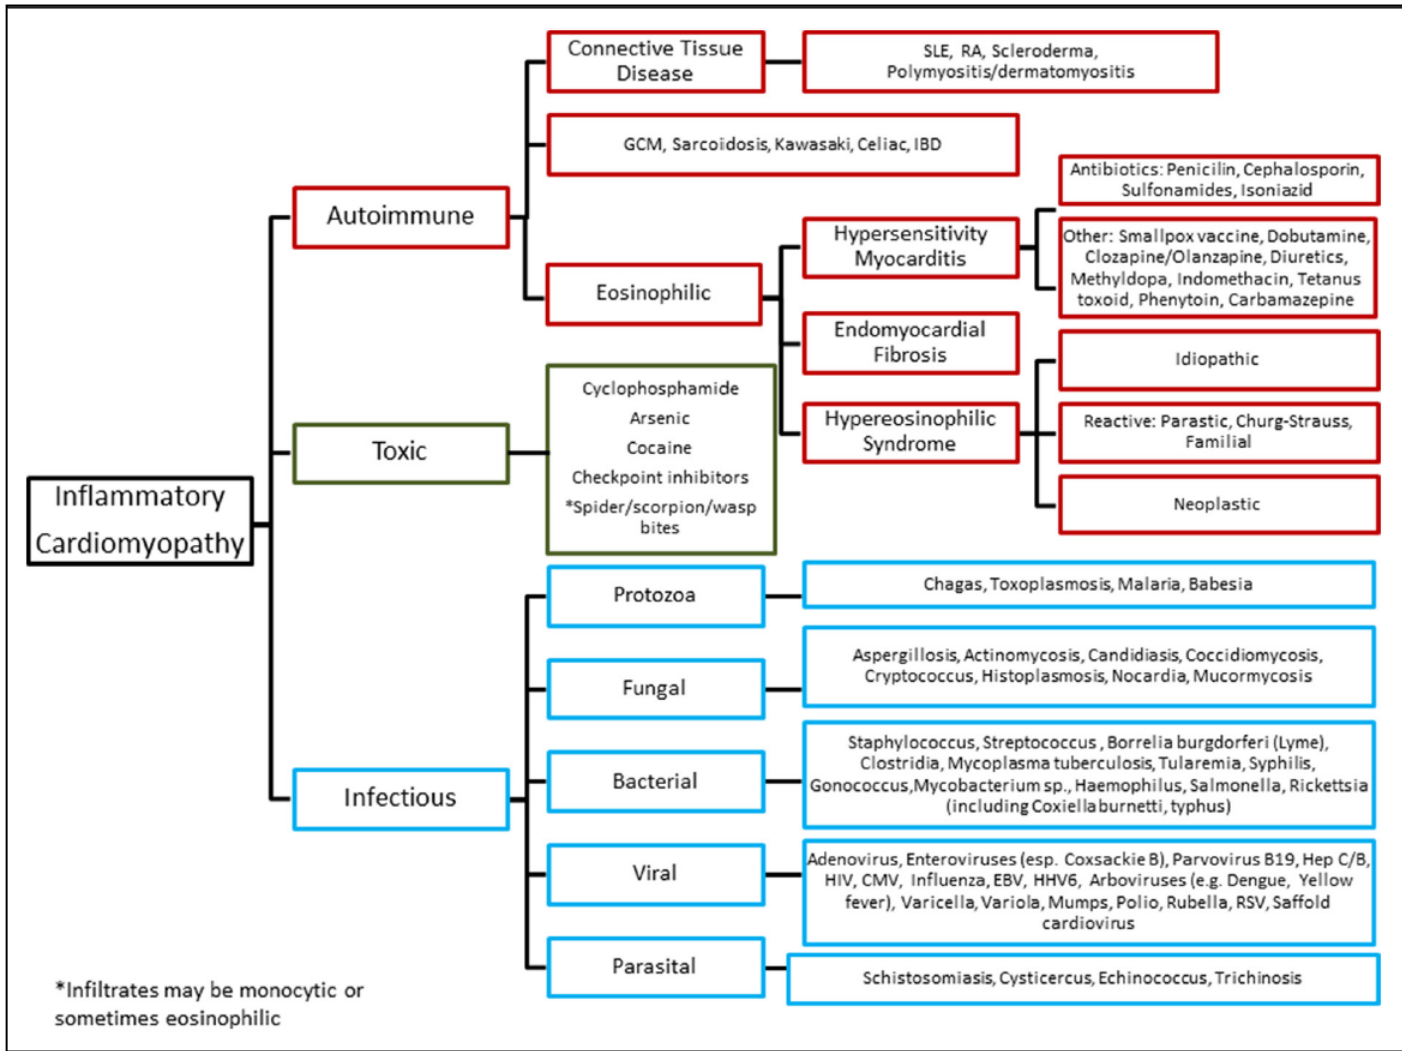 Connective Tissue
Disease
SLE, RA, Scleroderma,
Polymyositis/dermatomyositis
GCM, Sarcoidosis, Kawasaki, Celiac, IBD
Autoimmune
Eosinophilic
Hypersensitivity
Myocarditis
Antibiotics: Penicilin, Cephalosporin,
Sulfonamides, Isoniazid
Other: Smallpox vaccine, Dobutamine,
Clozapine/Olanzapine, Diuretics,
Methyldopa, Indomethacin, Tetanus
toxoid, Phenytoin, Carbamazepine
Endomyocardial
Fibrosis
Hypereosinophilic
Syndrome
Idiopathic
Reactive: Parastic, Churg-Strauss,
Familial
Neoplastic
Toxic
Cyclophosphamide
Arsenic
Cocaine
Checkpoint inhibitors
*Spider/scorpion/wasp
bites
Inflammatory
Cardiomyopathy
Infectious
Protozoa
Chagas, Toxoplasmosis, Malaria, Babesia
Fungal
Aspergillosis, Actinomycosis, Candidiasis, Coccidiomycosis,
Cryptococcus, Histoplasmosis, Nocardia, Mucormycosis
Bacterial
Staphylococcus, Streptococcus , Borrelia burgdorferi (Lyme),
Clostridia, Mycoplasma tuberculosis, Tularemia, Syphilis,
Gonococcus,Mycobacterium sp., Haemophilus, Salmonella, Rickettsia
(including Coxiella burnetti, typhus)
Viral
Adenovirus, Enteroviruses (esp. Coxsackie B), Parvovirus B19, Hep C/B,
HIV, CMV, Influenza, EBV, HHV6, Arboviruses (e.g. Dengue, Yellow
fever), Varicella, Variola, Mumps, Polio, Rubella, RSV, Saffold
cardiovirus
Parasital
Schistosomiasis, Cysticercus, Echinococcus, Trichinosis
*Infiltrates may be monocytic or
sometimes eosinophilic